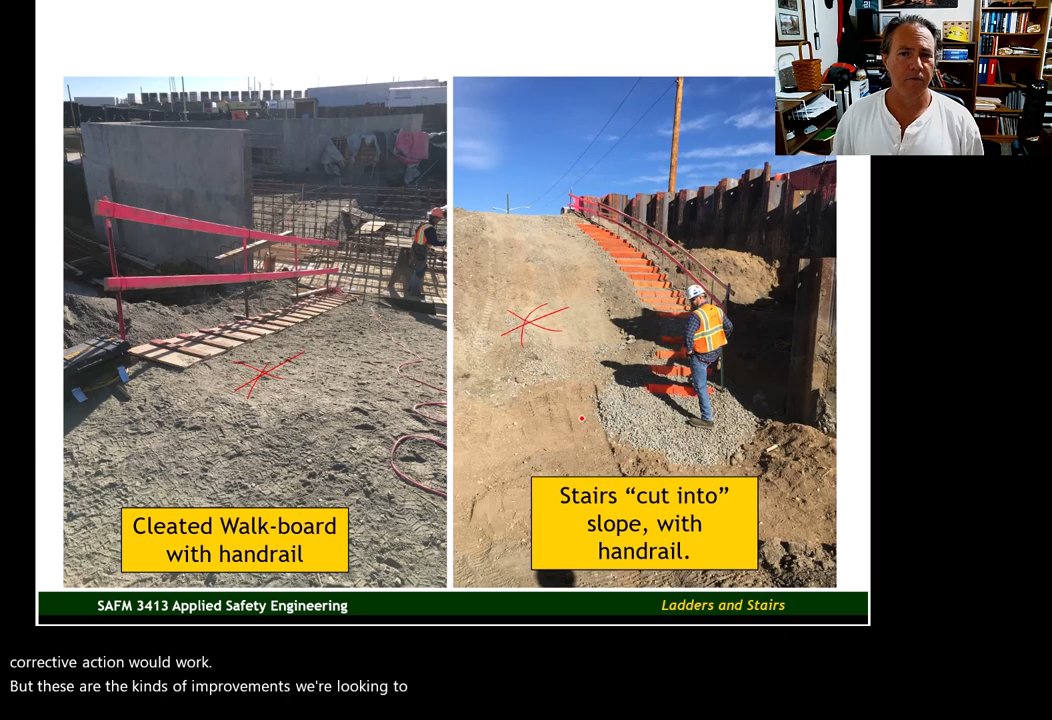 Cleated Walk-board
with handrail
Stairs “cut into”
slope, with
handrail.
SAFM 3413 Applied Safety Engineering
Ladders and Stairs
corrective action would work.
But these are the kinds of improvements we're looking to